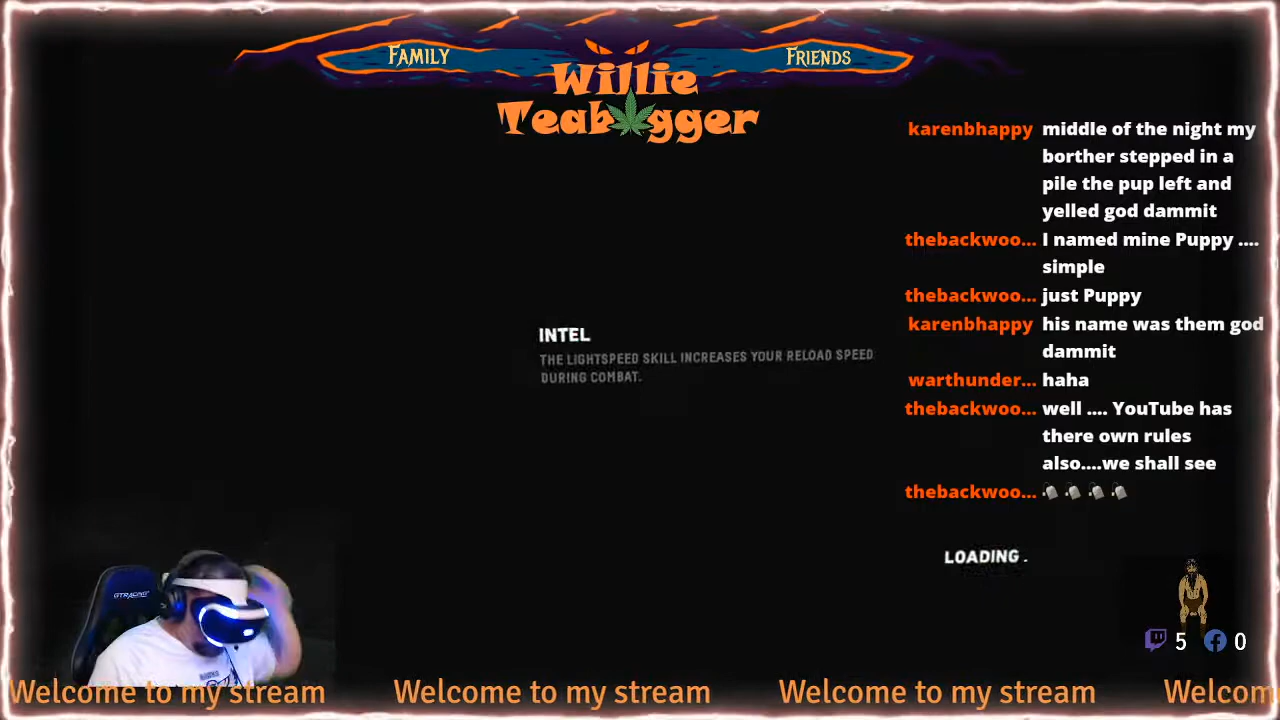 FAMILY
FRIENDS
Willie
Teabagger
karenbhappy middle of the night my
borther stepped in a
pile the pup left and
yelled god dammit
thebackwoo... I named mine Puppy ....
simple
thebackwoo... just Puppy
karenbhappy his name was them god
dammit
warthunder... haha
thebackwoo... well .... YouTube has
there own rules
also....we shall see
thebackwoo...
INTEL
THE LIGHTSPEED SKILL INCREASES YOUR RELOAD SPEED
DURING COMBAT.
LOADING .
GTRACING
5 0
Welcome to my stream Welcome to my stream Welcome to my stream Welcom